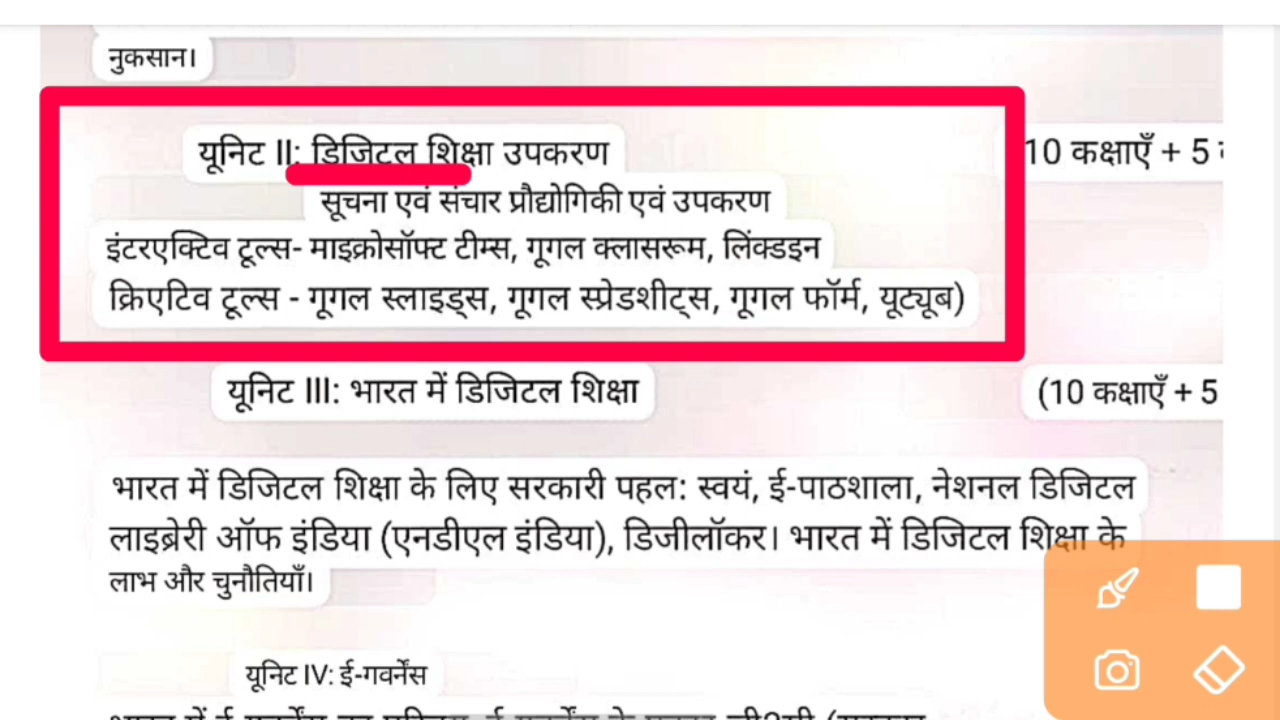 नुकसान।
यूनिट II: डिजिटल शिक्षा उपकरण
10 कक्षाएँ + 5
सूचना एवं संचार प्रौद्योगिकी एवं उपकरण
इंटरएक्टिव टूल्स- माइक्रोसॉफ्ट टीम्स, गूगल क्लासरूम, लिंक्डइन
क्रिएटिव टूल्स - गूगल स्लाइड्स, गूगल स्प्रेडशीट्स, गूगल फॉर्म, यूट्यूब)
यूनिट III: भारत में डिजिटल शिक्षा
(10 कक्षाएँ + 5
भारत में डिजिटल शिक्षा के लिए सरकारी पहल: स्वयं, ई-पाठशाला, नेशनल डिजिटल
लाइब्रेरी ऑफ इंडिया (एनडीएल इंडिया), डिजीलॉकर। भारत में डिजिटल शिक्षा के
लाभ और चुनौतियाँ।
यूनिट IV: ई-गवर्नेंस